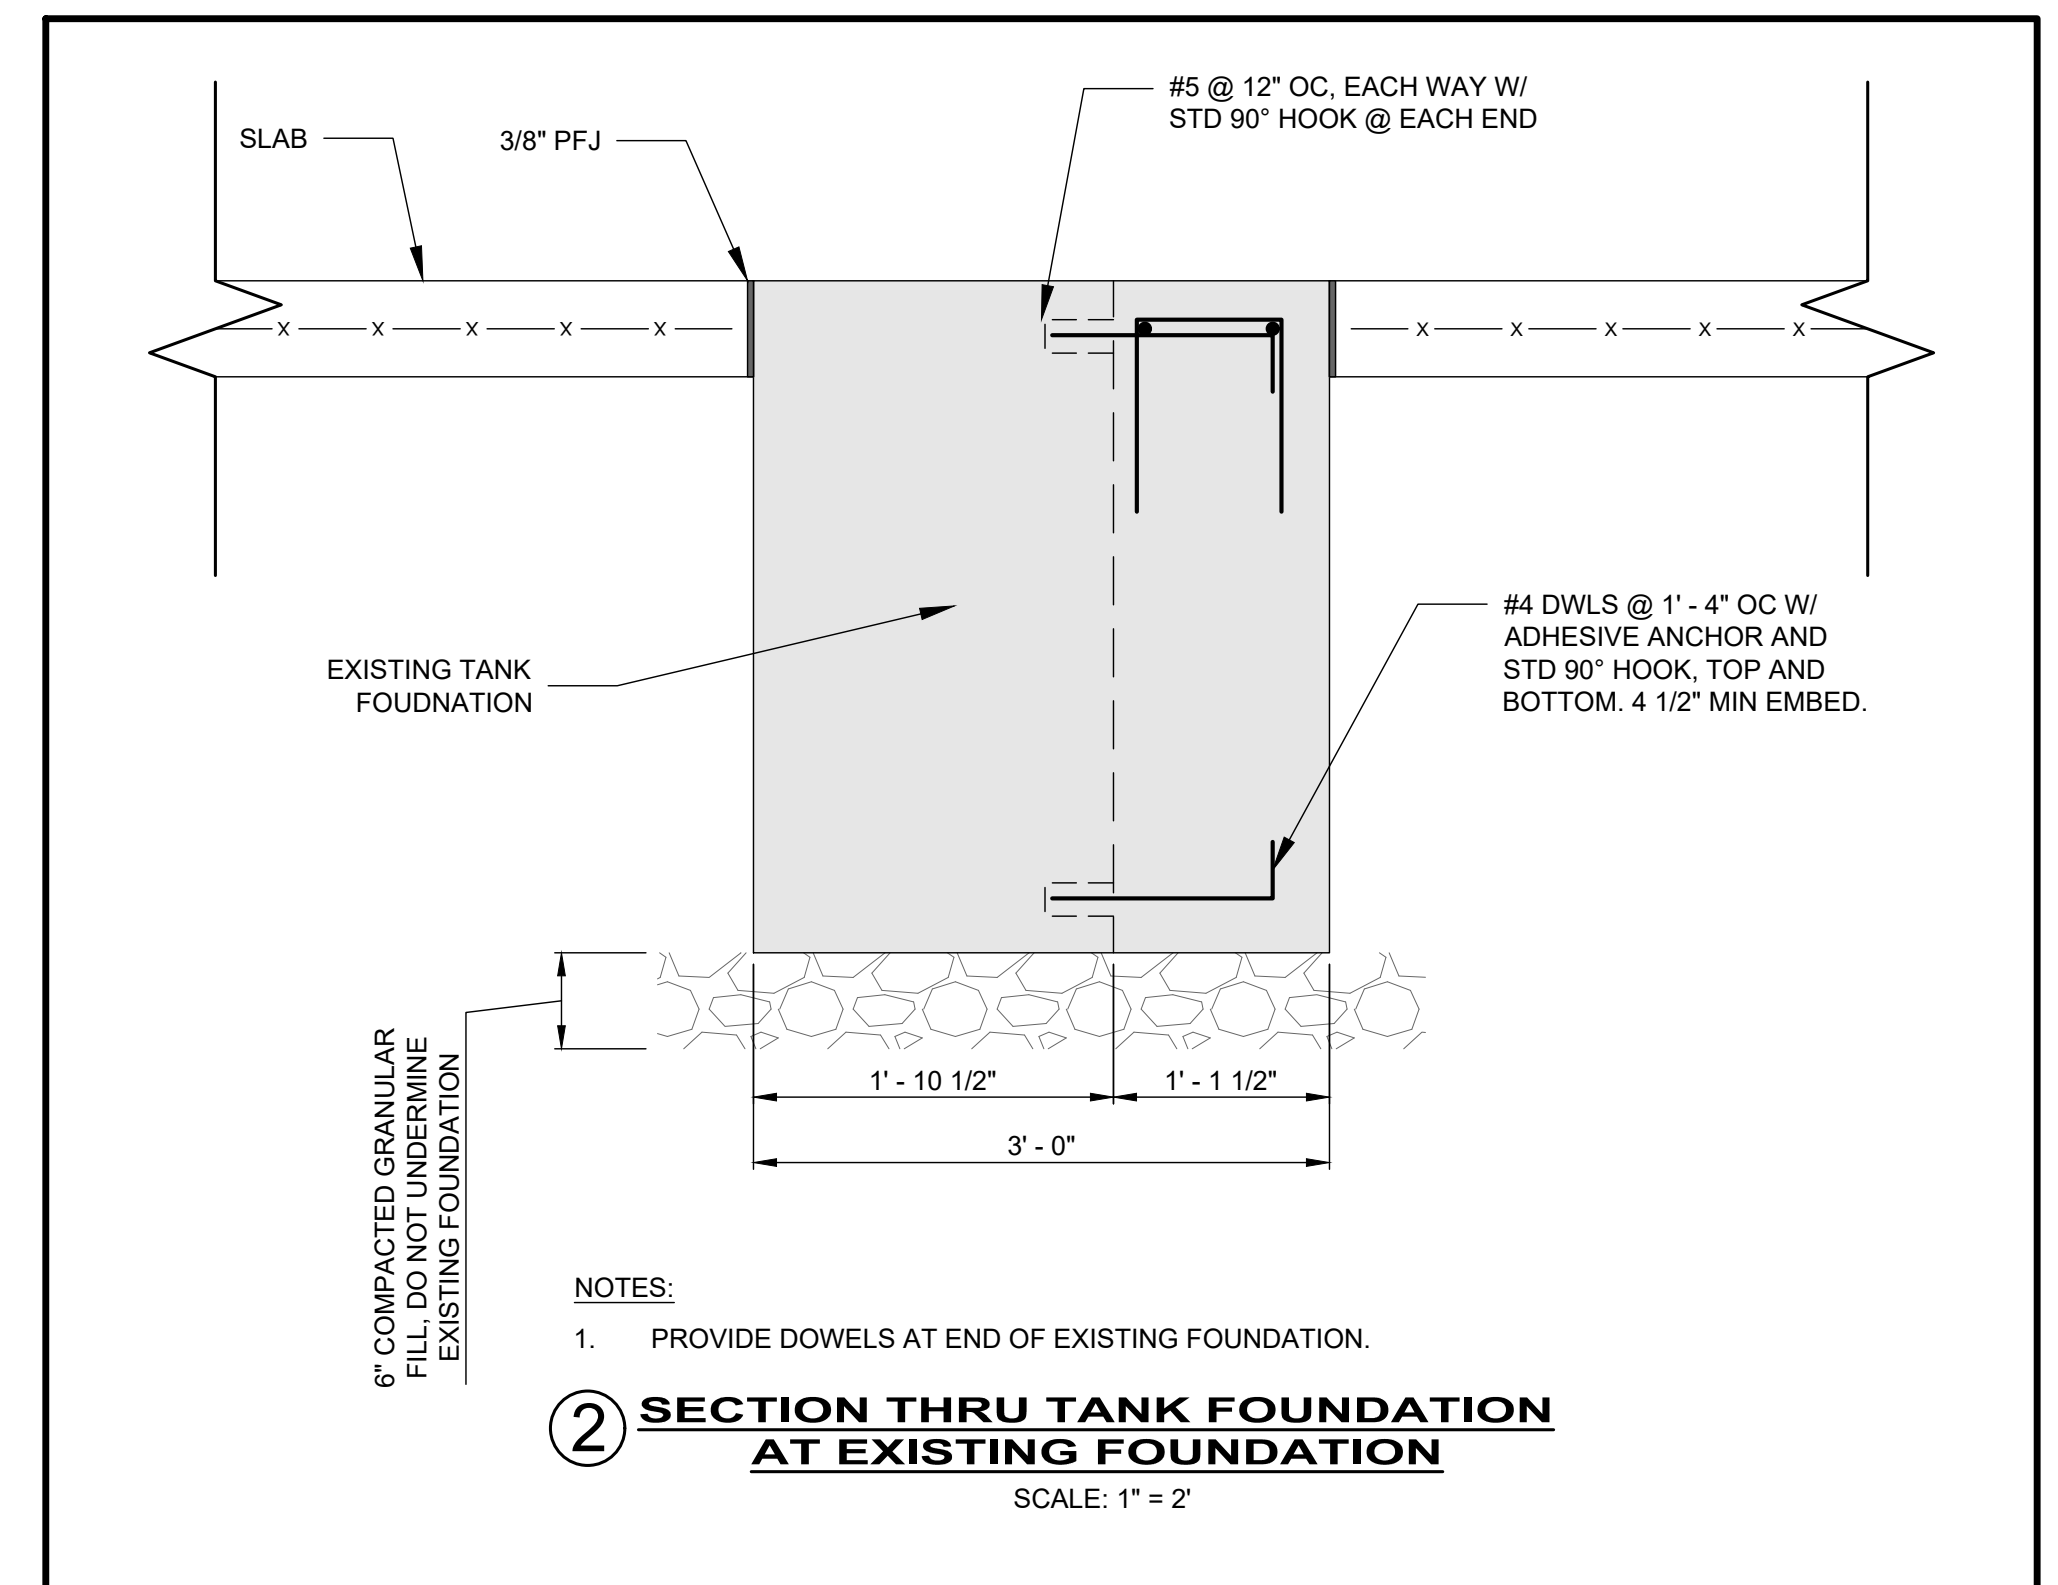 #5 @ 12" OC, EACH WAY W/
STD 90° HOOK @ EACH END
SLAB
3/8" PFJ
X X X X X
X X X X X
#4 DWLS @ 1' - 4" OC W/
ADHESIVE ANCHOR AND
STD 90° HOOK, TOP AND
BOTTOM. 4 1/2" MIN EMBED.
EXISTING TANK
FOUDNATION
6" COMPACTED GRANULAR
FILL, DO NOT UNDERMINE
EXISTING FOUNDATION
1' - 10 1/2"
1' - 1 1/2"
3' - 0"
NOTES:
1. PROVIDE DOWELS AT END OF EXISTING FOUNDATION.
2 SECTION THRU TANK FOUNDATION
AT EXISTING FOUNDATION
SCALE: 1" = 2'